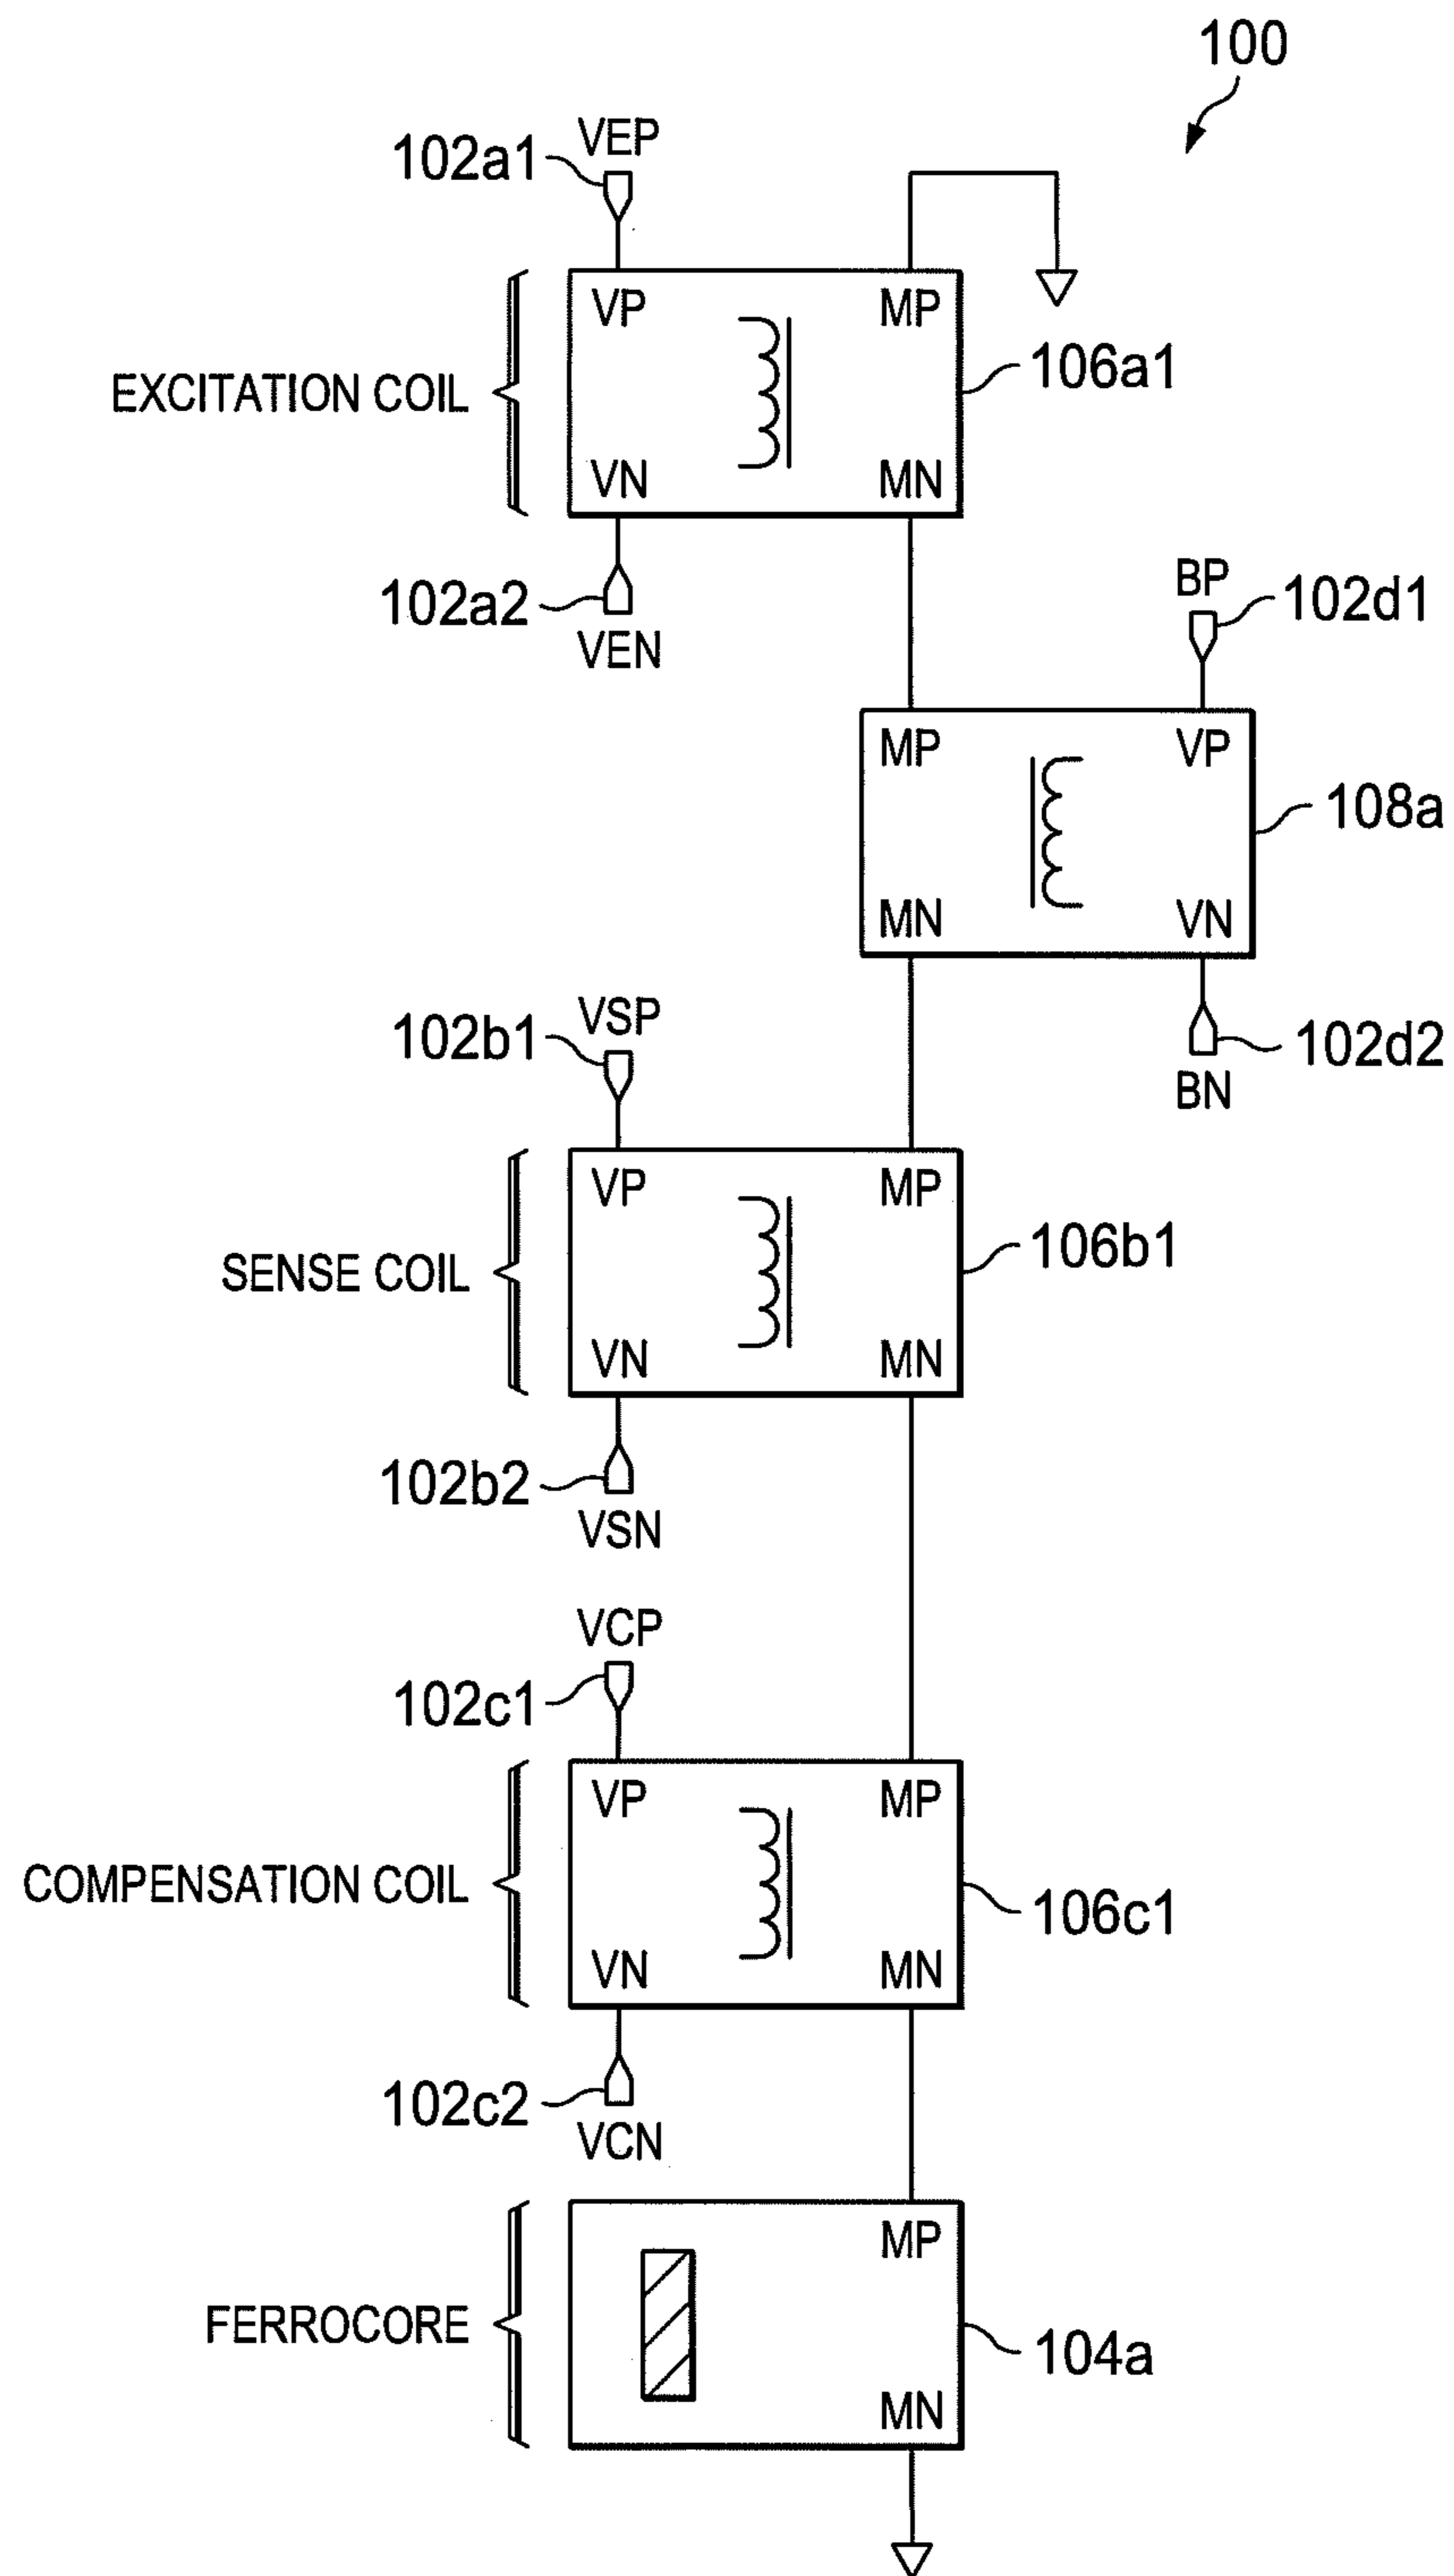 100
VEP
102a1
VP MP
EXCITATION COIL
106a1
VN MN
102a2
VEN
BP
102d1
MP VP
108a
MN VN
102d2
BN
VSP
102b1
VP MP
SENSE COIL
106b1
VN MN
102b2
VSN
VCP
102c1
VP MP
COMPENSATION COIL
106c1
VN MN
102c2
VCN
MP
FERROCORE
104a
MN